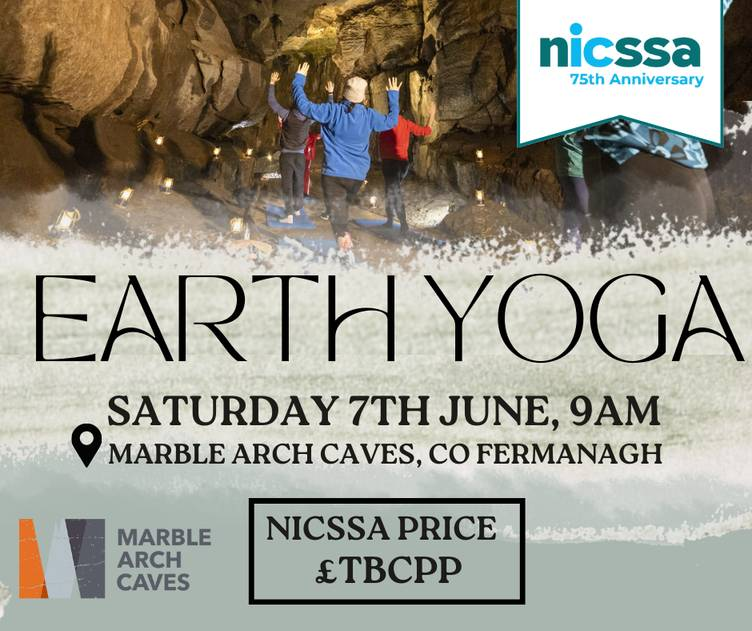 nicssa
75th Anniversary
EARTH YOGA
SATURDAY 7TH JUNE, 9AM
MARBLE ARCH CAVES, CO FERMANAGH
MARBLE
ARCH
CAVES
NICSSA PRICE
£TBCPP